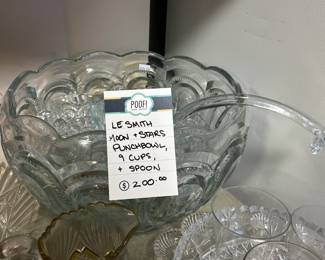 POOF!
LE SMITH
MOON + STARS
PUNCHBOWL,
9 CUPS,
+ SPOON
$ 200.00